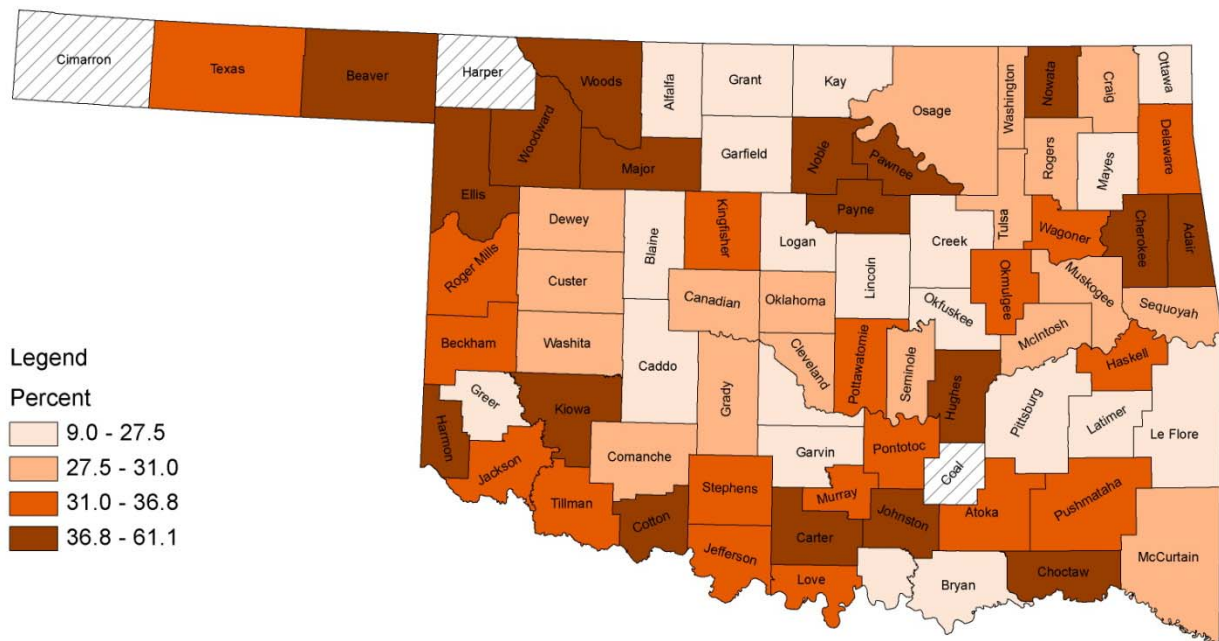 Cimarron
Texas
Beaver
Harper
Woods
Alfalfa
Grant
Kay
Osage
Washington
Nowata
Craig
Ottawa
Woodward
Major
Garfield
Noble
Pawnee
Rogers
Mayes
Delaware
Ellis
Dewey
Blaine
Kingfisher
Logan
Payne
Creek
Tulsa
Wagoner
Cherokee
Adair
Roger Mills
Custer
Canadian
Oklahoma
Lincoln
Okfuskee
Okmulgee
Muskogee
Sequoyah
Beckham
Washita
Caddo
Grady
Cleveland
Pottawatomie
Seminole
McIntosh
Haskell
Legend
Percent
9.0 - 27.5
27.5 - 31.0
31.0 - 36.8
36.8 - 61.1
Greer
Kiowa
Hughes
Pittsburg
Latimer
Le Flore
Harmon
Jackson
Comanche
Garvin
Pontotoc
Coal
Tillman
Stephens
Murray
Johnston
Atoka
Pushmataha
Cotton
Jefferson
Carter
Love
Bryan
Choctaw
McCurtain